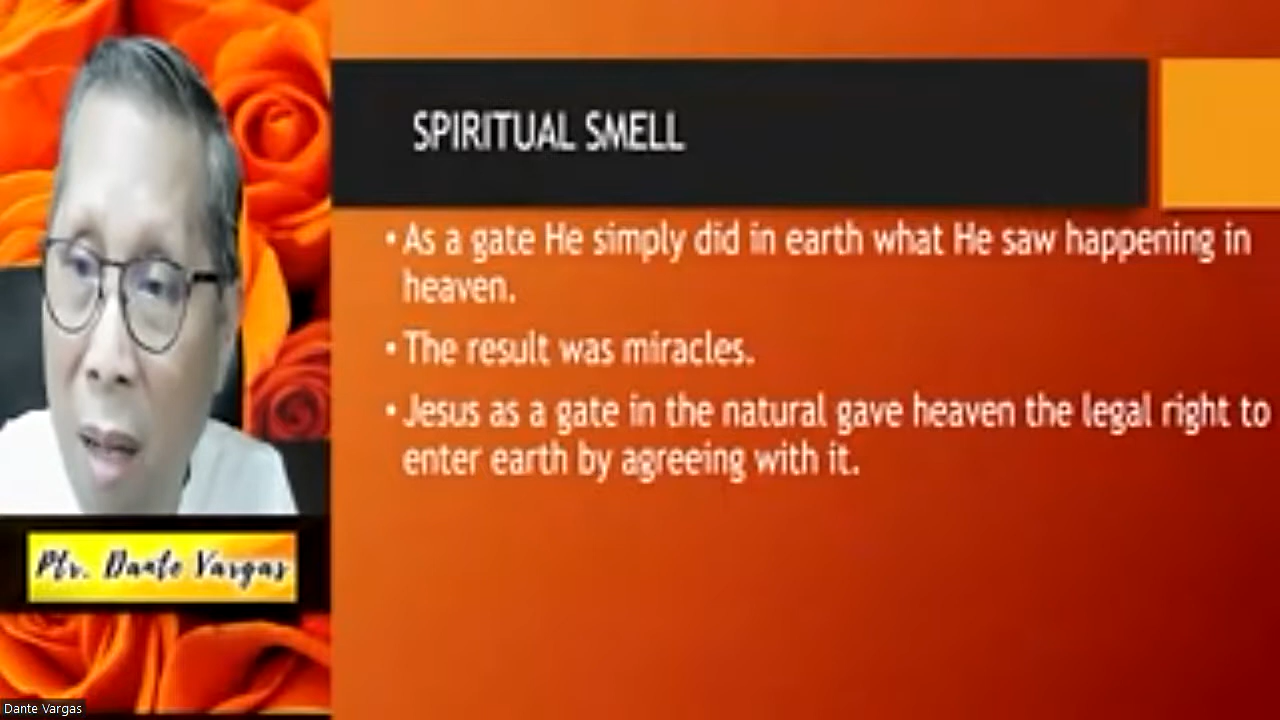 SPIRITUAL SMELL
• As a gate He simply did in earth what He saw happening in
heaven.
• The result was miracles.
• Jesus as a gate in the natural gave heaven the legal right to
enter earth by agreeing with it.
Ptr. Dante Vargas
Dante Vargas